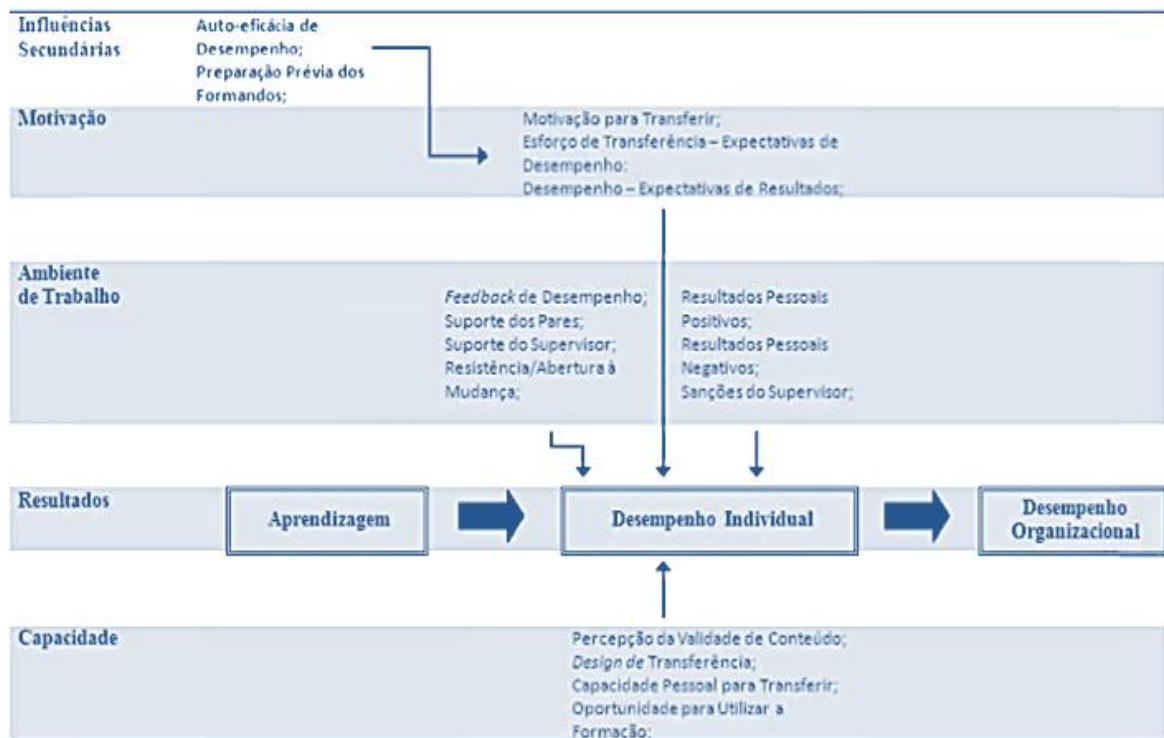 Influências
Secundárias
Auto-eficácia de
Desempenho;
Preparação Prévia dos
Formandos;
Motivação
Motivação para Transferir;
Esforço de Transferência – Expectativas de
Desempenho;
Desempenho – Expectativas de Resultados;
Ambiente
de Trabalho
Feedback de Desempenho;
Suporte dos Pares;
Suporte do Supervisor;
Resistência/Abertura à
Mudança;
Resultados Pessoais
Positivos;
Resultados Pessoais
Negativos;
Sanções do Supervisor;
Resultados
Aprendizagem
Desempenho Individual
Desempenho
Organizacional
Capacidade
Percepção da Validade de Conteúdo;
Design de Transferência;
Capacidade Pessoal para Transferir;
Oportunidade para Utilizar a
Formação;